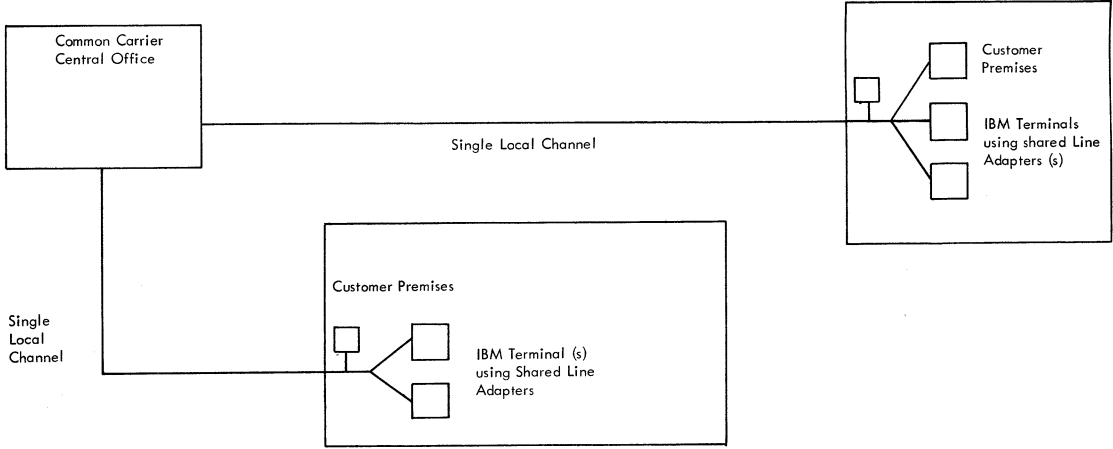 Common Carrier
Central Office
Customer
Premises
IBM Terminals
using shared Line
Adapters (s)
Single Local Channel
Customer Premises
Single
Local
Channel
IBM Terminal (s)
using Shared Line
Adapters